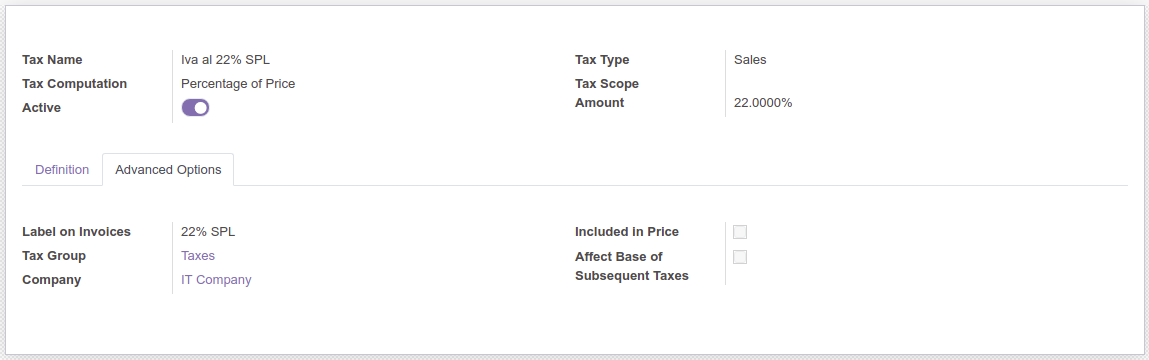 Tax Name Iva al 22% SPL Tax Type Sales
Tax Computation Percentage of Price Tax Scope
Active Amount 22.0000%
Definition Advanced Options
Label on Invoices 22% SPL Included in Price
Tax Group Taxes Affect Base of
Subsequent Taxes
Company IT Company